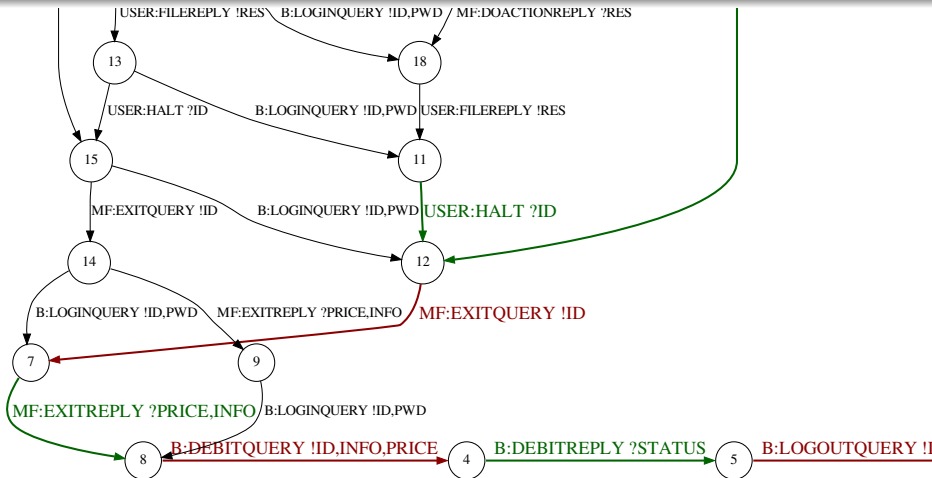 USER:FILEREPLY !RES B:LOGINQUERY !ID,PWD MF:DOACTIONREPLY ?RES
13 18
USER:HALT ?ID B:LOGINQUERY !ID,PWD USER:FILEREPLY !RES
15 11
MF:EXITQUERY !ID B:LOGINQUERY !ID,PWD USER:HALT ?ID
14 12
B:LOGINQUERY !ID,PWD MF:EXITREPLY ?PRICE,INFO MF:EXITQUERY !ID
7 9
MF:EXITREPLY ?PRICE,INFO B:LOGINQUERY !ID,PWD
B:DEBITQUERY !ID,INFO,PRICE B:DEBITREPLY ?STATUS B:LOGOUTQUERY
8 4 5